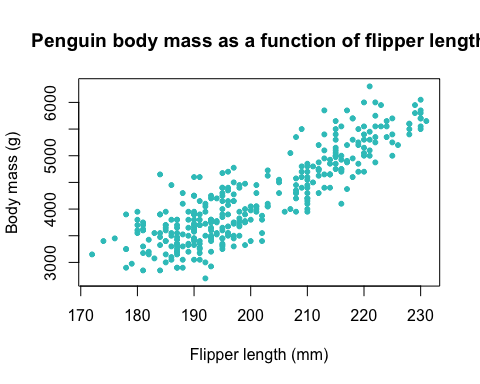 Penguin body mass as a function of flipper length
Body mass (g)
6000
5000
4000
3000
170 180 190 200 210 220 230
Flipper length (mm)